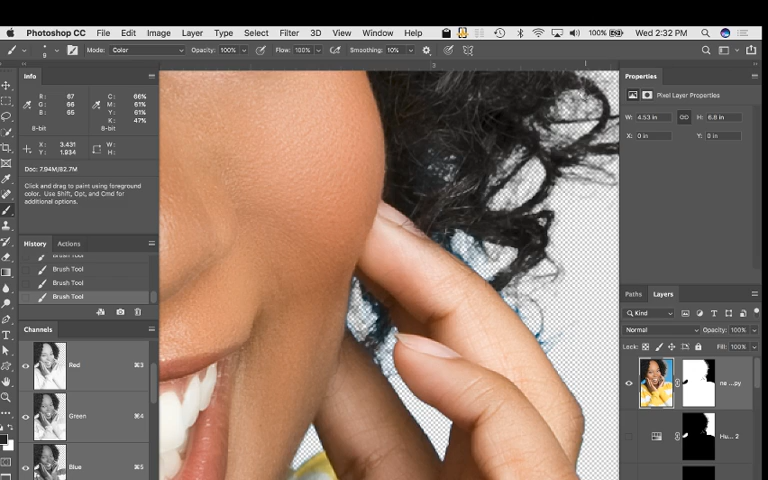 Photoshop CC File Edit Image Layer Type Select Filter 3D View Window Help 100% Wed 2:32 PM
9 Mode: Color Opacity: 100% Flow: 100% Smoothing: 10%
3
Info
R: 67 C: 66%
G: 66 M: 61%
B: 65 Y: 61%
K: 47%
8-bit 8-bit
X: 3.431 W:
Y: 1.934 H:
Doc: 7.94M/82.7M
Click and drag to paint using foreground
color. Use Shift, Opt, and Cmd for
additional options.
History Actions
Brush Tool
Brush Tool
Brush Tool
Brush Tool
Channels
Red ⌘3
Green ⌘4
Blue ⌘5
Properties
Pixel Layer Properties
W: 4.53 in H: 6.8 in
X: 0 in Y: 0 in
Paths Layers
Kind
Normal Opacity: 100%
Lock: Fill: 100%
ne ...py
Hu... 2